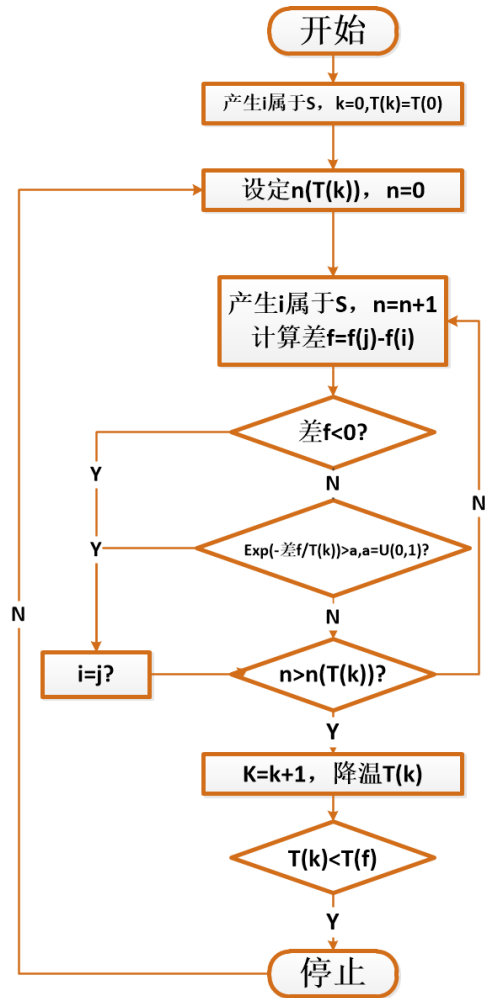 开始
产生i属于S，k=0,T(k)=T(0)
设定n(T(k))，n=0
产生i属于S，n=n+1
计算差f=f(j)-f(i)
差f<0?
Y
N
N
Exp(-差f/T(k))>a,a=U(0,1)?
Y
N
N
i=j?
n>n(T(k))?
Y
K=k+1，降温T(k)
T(k)<T(f)
Y
停止